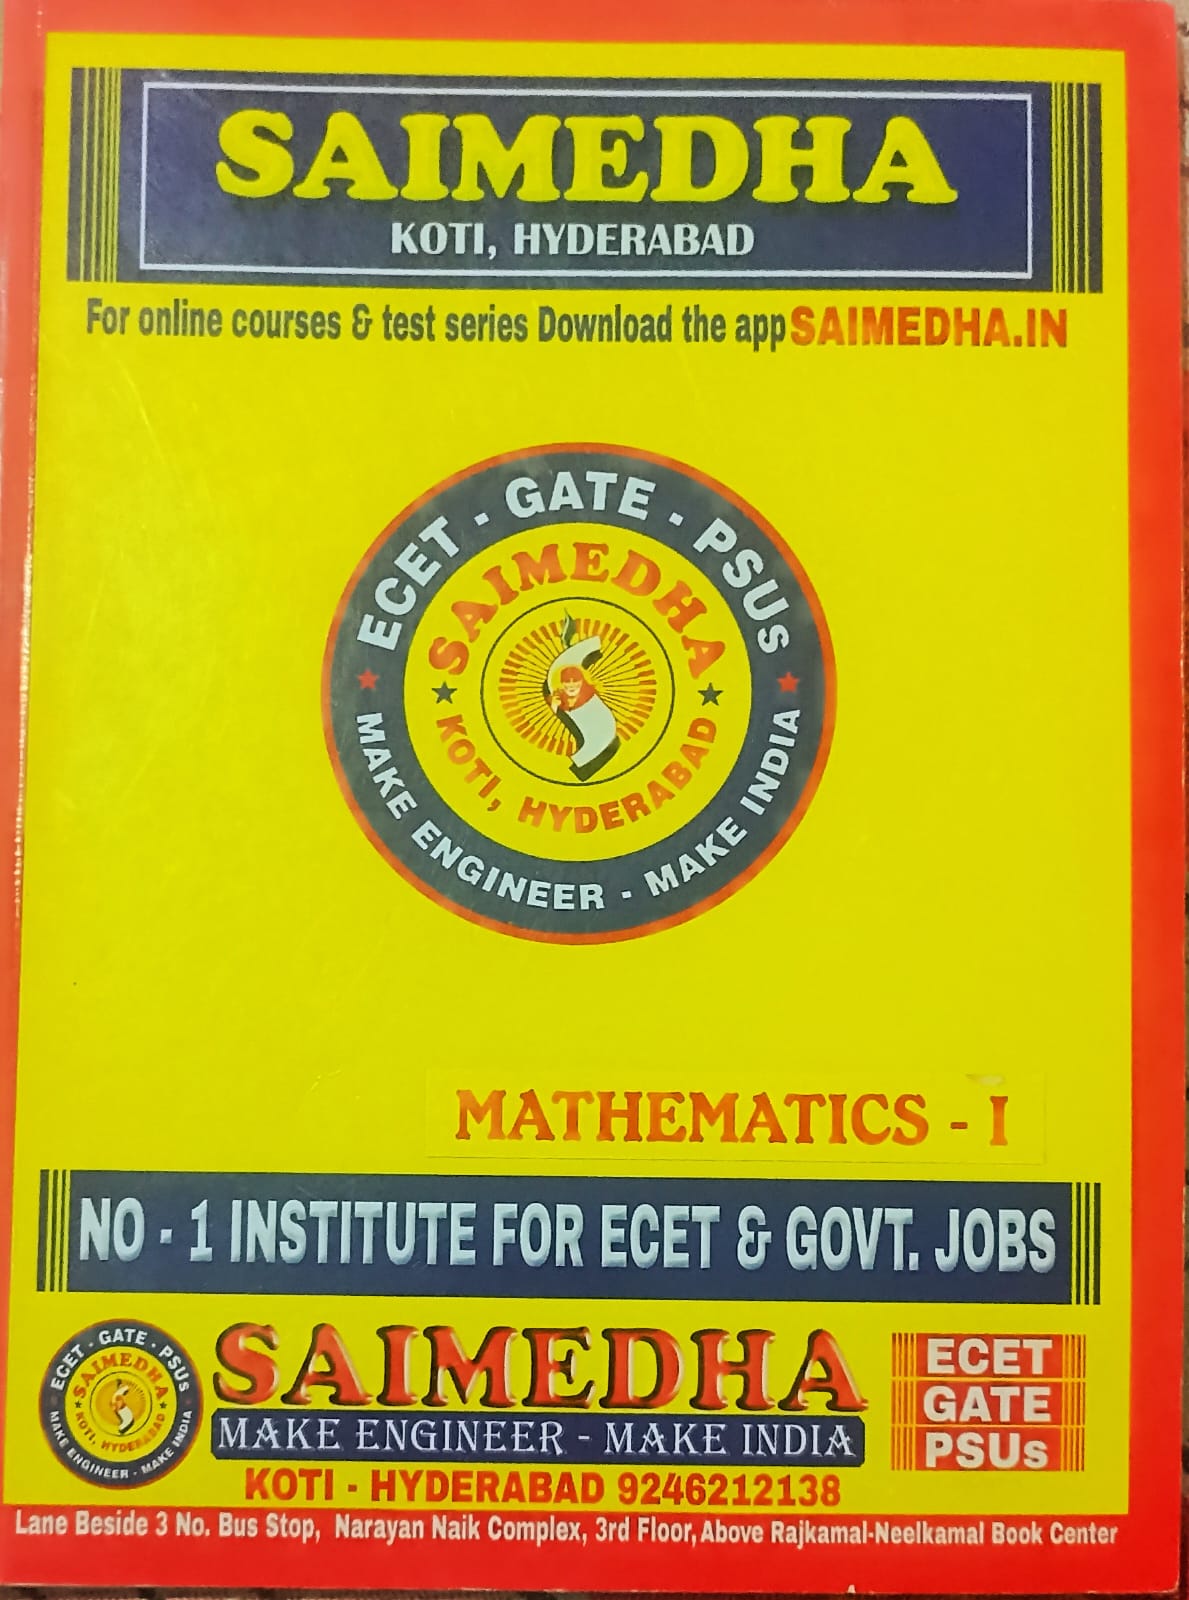 SAIMEDHA
KOTI, HYDERABAD
For online courses & test series Download the app SAIMEDHA.IN
ECET - GATE - PSUs
SAIMEDHA
KOTI, HYDERABAD
MAKE ENGINEER - MAKE INDIA
MATHEMATICS - I
NO - 1 INSTITUTE FOR ECET & GOVT. JOBS
ECET - GATE - PSUs
SAIMEDHA
KOTI, HYDERABAD
MAKE ENGINEER - MAKE INDIA
SAIMEDHA
MAKE ENGINEER - MAKE INDIA
ECET
GATE
PSUs
KOTI - HYDERABAD 9246212138
Lane Beside 3 No. Bus Stop, Narayan Naik Complex, 3rd Floor, Above Rajkamal-Neelkamal Book Center